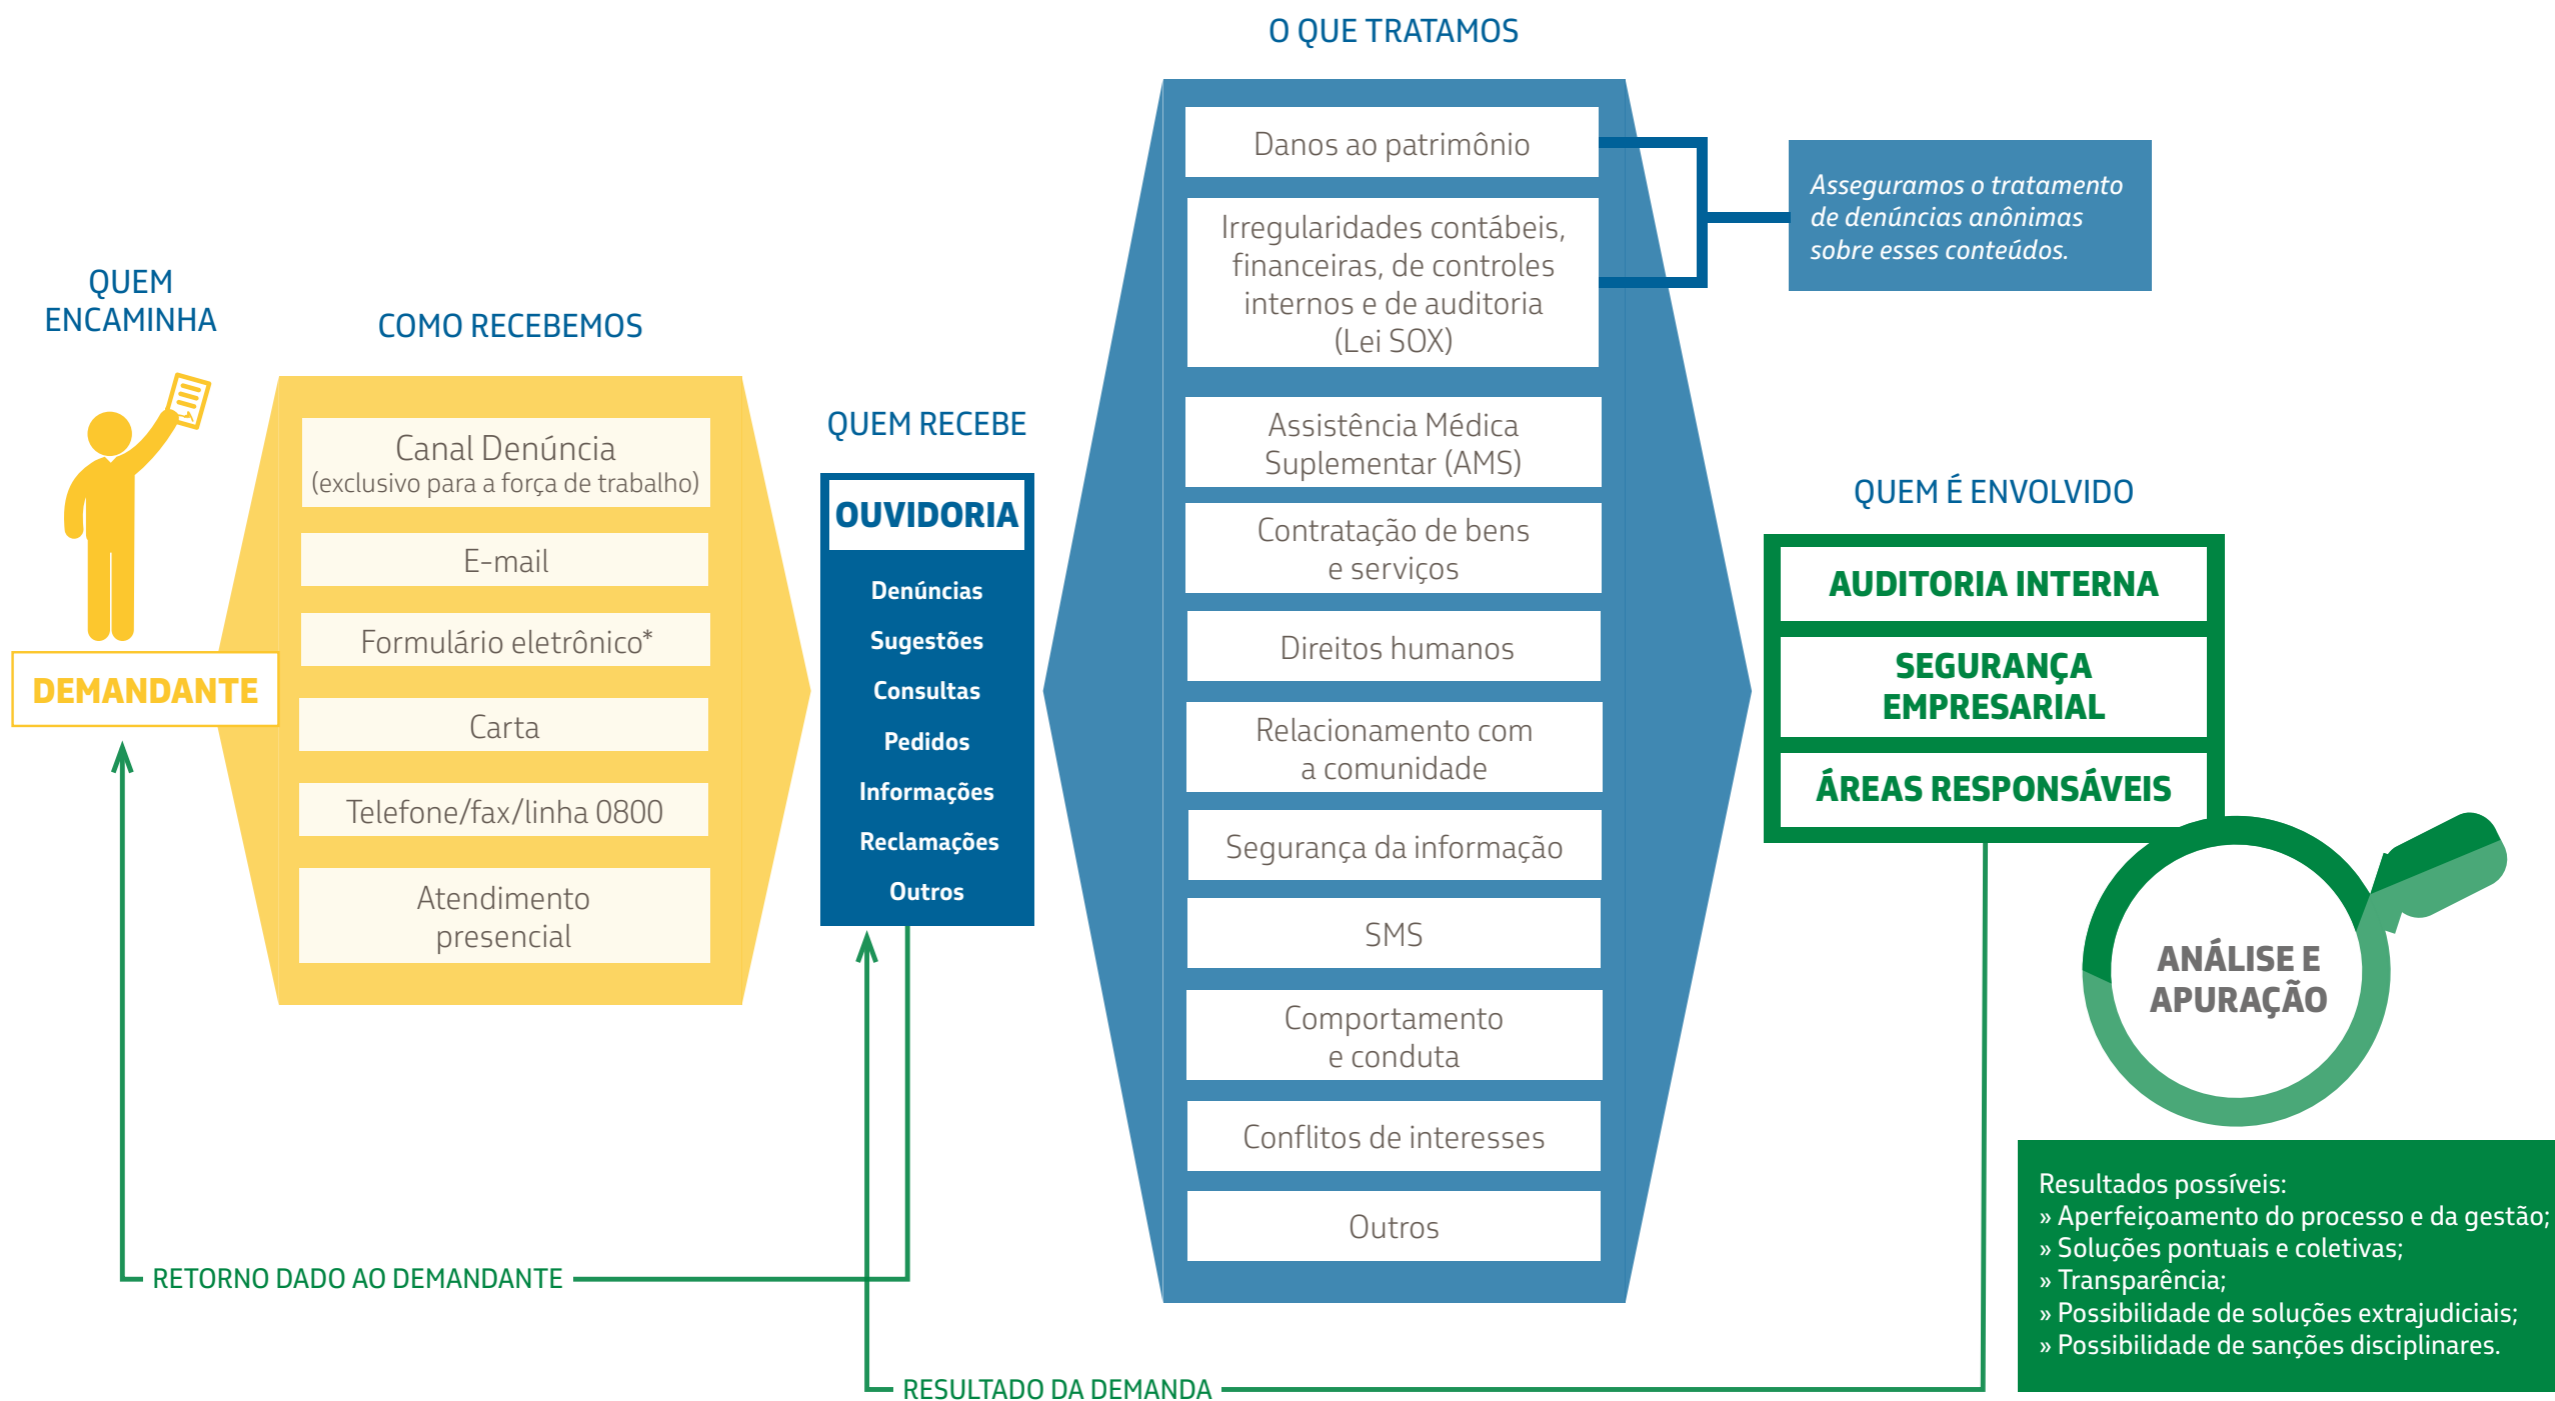 QUEM
ENCAMINHA
DEMANDANTE
COMO RECEBEMOS
Canal Denúncia
(exclusivo para a força de trabalho)
E-mail
Formulário eletrônico*
Carta
Telefone/fax/linha 0800
Atendimento
presencial
QUEM RECEBE
OUVIDORIA
Denúncias
Sugestões
Consultas
Pedidos
Informações
Reclamações
Outros
O QUE TRATAMOS
Danos ao patrimônio
Irregularidades contábeis,
financeiras, de controles
internos e de auditoria
(Lei SOX)
Assistência Médica
Suplementar (AMS)
Contratação de bens
e serviços
Direitos humanos
Relacionamento com
a comunidade
Segurança da informação
SMS
Comportamento
e conduta
Conflitos de interesses
Outros
Asseguramos o tratamento
de denúncias anônimas
sobre esses conteúdos.
QUEM É ENVOLVIDO
AUDITORIA INTERNA
SEGURANÇA
EMPRESARIAL
ÁREAS RESPONSÁVEIS
ANÁLISE E
APURAÇÃO
Resultados possíveis:
» Aperfeiçoamento do processo e da gestão;
» Soluções pontuais e coletivas;
» Transparência;
» Possibilidade de soluções extrajudiciais;
» Possibilidade de sanções disciplinares.
RETORNO DADO AO DEMANDANTE
RESULTADO DA DEMANDA